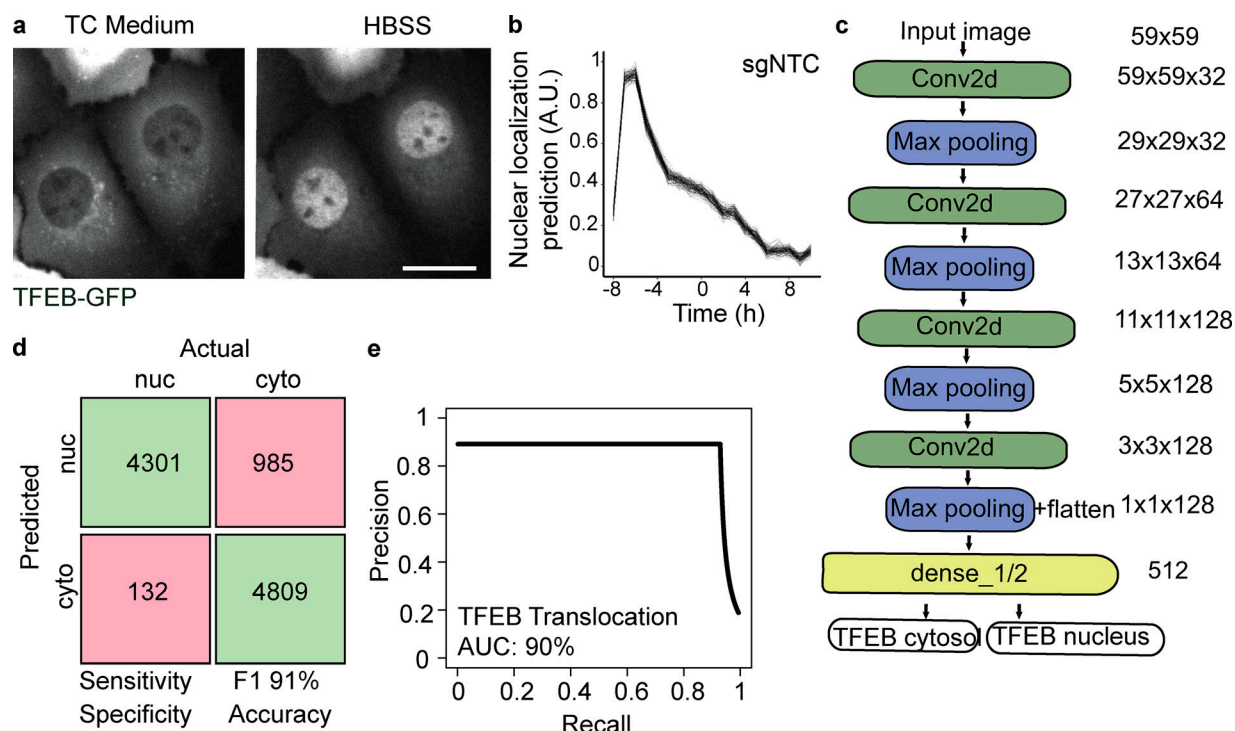 a
TC Medium
HBSS
TFEB-GFP
b
sgNTC
Nuclear localization
prediction (A.U.)
1
0.8
0.6
0.4
0.2
0
-8
-4
0
4
8
Time (h)
c
Input image
59x59
Conv2d
59x59x32
Max pooling
29x29x32
Conv2d
27x27x64
Max pooling
13x13x64
Conv2d
11x11x128
Max pooling
5x5x128
Conv2d
3x3x128
Max pooling
+flatten
1x1x128
dense_1/2
512
TFEB cytosol
TFEB nucleus
d
Actual
nuc
cyto
Predicted
nuc
4301
985
cyto
132
4809
Sensitivity
F1 91%
Specificity
Accuracy
e
Precision
1
0.8
0.6
0.4
0.2
0
TFEB Translocation
AUC: 90%
0
0.2
0.4
0.6
0.8
1
Recall